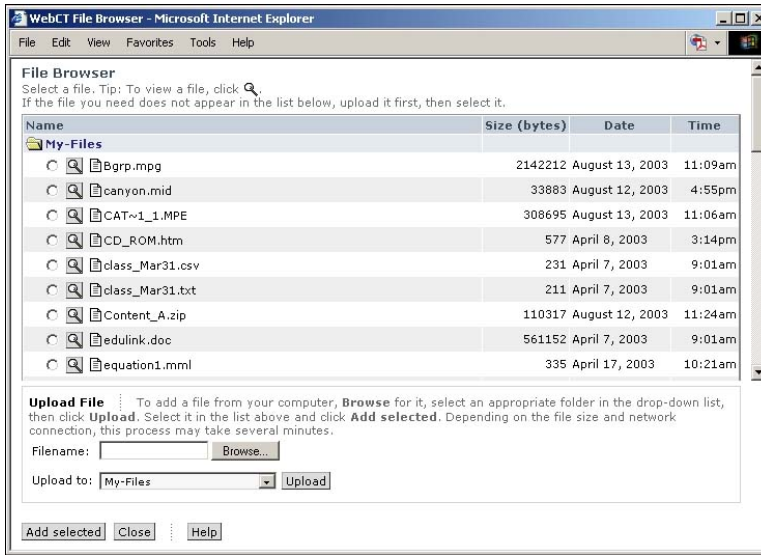 WebCT File Browser - Microsoft Internet Explorer
File Edit View Favorites Tools Help
File Browser
Select a file. Tip: To view a file, click .
If the file you need does not appear in the list below, upload it first, then select it.
Name Size (bytes) Date Time
My-Files
Bgrp.mpg 2142212 August 13, 2003 11:09am
canyon.mid 33883 August 12, 2003 4:55pm
CAT~1_1.MPE 308695 August 13, 2003 11:06am
CD_ROM.htm 577 April 8, 2003 3:14pm
class_Mar31.csv 231 April 7, 2003 9:01am
class_Mar31.txt 211 April 7, 2003 9:01am
Content_A.zip 110317 August 12, 2003 11:24am
edulink.doc 561152 April 7, 2003 9:01am
equation1.mml 335 April 17, 2003 10:21am
Upload File To add a file from your computer, Browse for it, select an appropriate folder in the drop-down list,
then click Upload. Select it in the list above and click Add selected. Depending on the file size and network
connection, this process may take several minutes.
Filename: Browse...
Upload to: My-Files Upload
Add selected Close Help